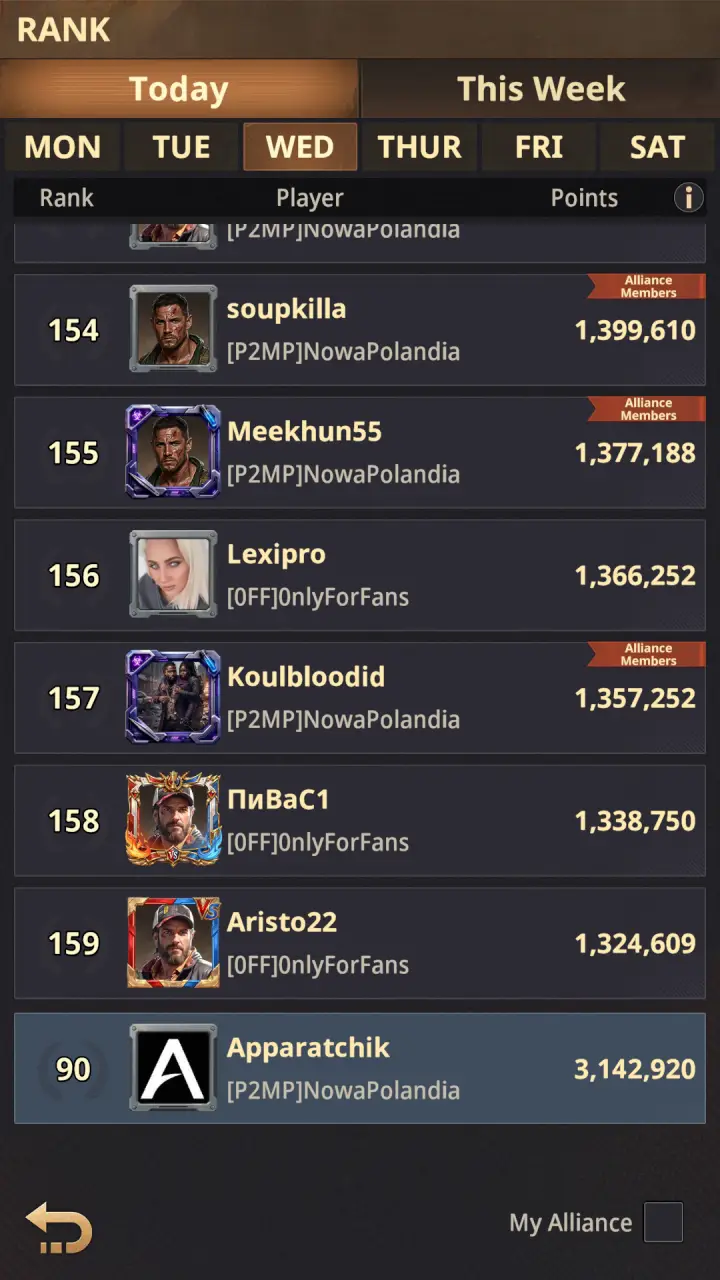 RANK
Today
This Week
MON TUE WED THUR FRI SAT
Rank Player Points i
[P2MP]NowaPolandia
Alliance
Members
154 soupkilla 1,399,610
[P2MP]NowaPolandia
Alliance
Members
155 Meekhun55 1,377,188
[P2MP]NowaPolandia
156 Lexipro 1,366,252
[0FF]0nlyForFans
Alliance
Members
157 Koulbloodid 1,357,252
[P2MP]NowaPolandia
158 ПиВаС1 1,338,750
[0FF]0nlyForFans
VS
159 Aristo22 1,324,609
[0FF]0nlyForFans
VS
90 Apparatchik 3,142,920
[P2MP]NowaPolandia
My Alliance